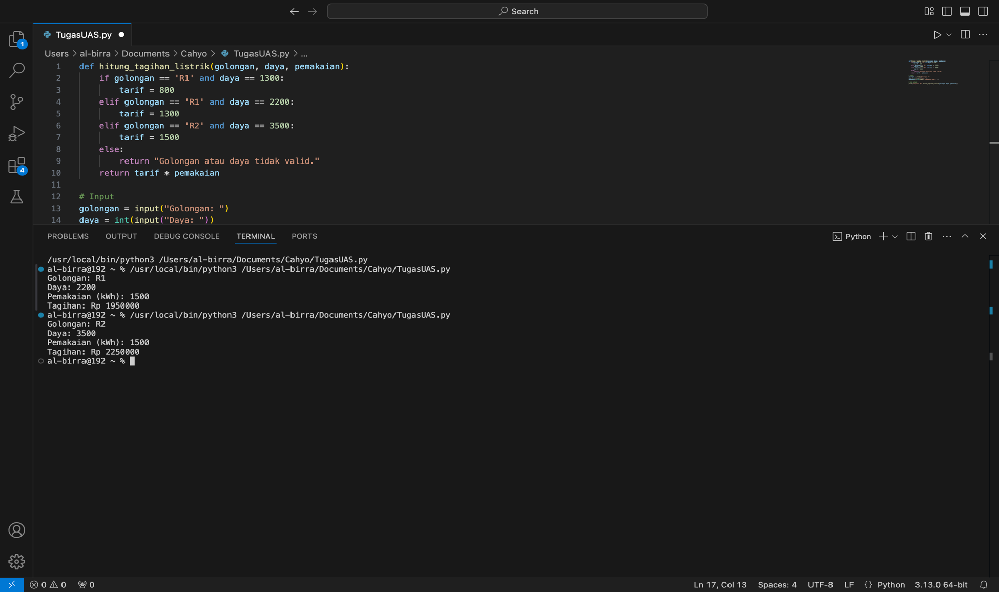 Search
1
TugasUAS.py
Users > al-birra > Documents > Cahyo > TugasUAS.py > ...
1 def hitung_tagihan_listrik(golongan, daya, pemakaian):
2 if golongan == 'R1' and daya == 1300:
3 tarif = 800
4 elif golongan == 'R1' and daya == 2200:
5 tarif = 1300
6 elif golongan == 'R2' and daya == 3500:
7 tarif = 1500
8 else:
9 return "Golongan atau daya tidak valid."
10 return tarif * pemakaian
11
12 # Input
13 golongan = input("Golongan: ")
14 daya = int(input("Daya: "))
4
PROBLEMS OUTPUT DEBUG CONSOLE TERMINAL PORTS
Python
/usr/local/bin/python3 /Users/al-birra/Documents/Cahyo/TugasUAS.py
al-birra@192 ~ % /usr/local/bin/python3 /Users/al-birra/Documents/Cahyo/TugasUAS.py
Golongan: R1
Daya: 2200
Pemakaian (kWh): 1500
Tagihan: Rp 1950000
al-birra@192 ~ % /usr/local/bin/python3 /Users/al-birra/Documents/Cahyo/TugasUAS.py
Golongan: R2
Daya: 3500
Pemakaian (kWh): 1500
Tagihan: Rp 2250000
al-birra@192 ~ %
0 0 0
Ln 17, Col 13 Spaces: 4 UTF-8 LF {} Python 3.13.0 64-bit